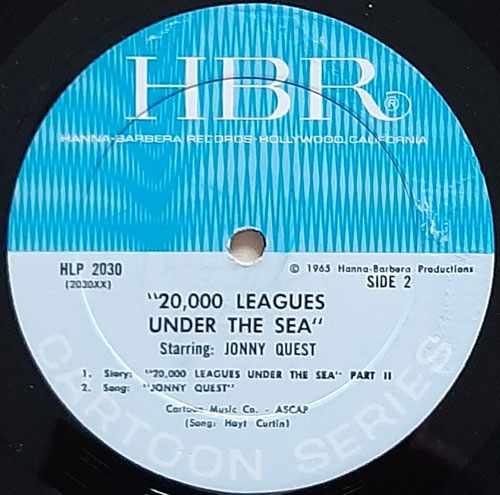 HBR®
HANNA-BARBERA RECORDS · HOLLYWOOD, CALIFORNIA
HLP 2030
(2030XX)
© 1965 Hanna-Barbera Productions
SIDE 2
"20,000 LEAGUES
UNDER THE SEA"
Starring: JONNY QUEST
1. Story: "20,000 LEAGUES UNDER THE SEA" PART II
2. Song: "JONNY QUEST"
Cartoon Music Co. - ASCAP
(Song: Hoyt Curtin)
CARTOON SERIES